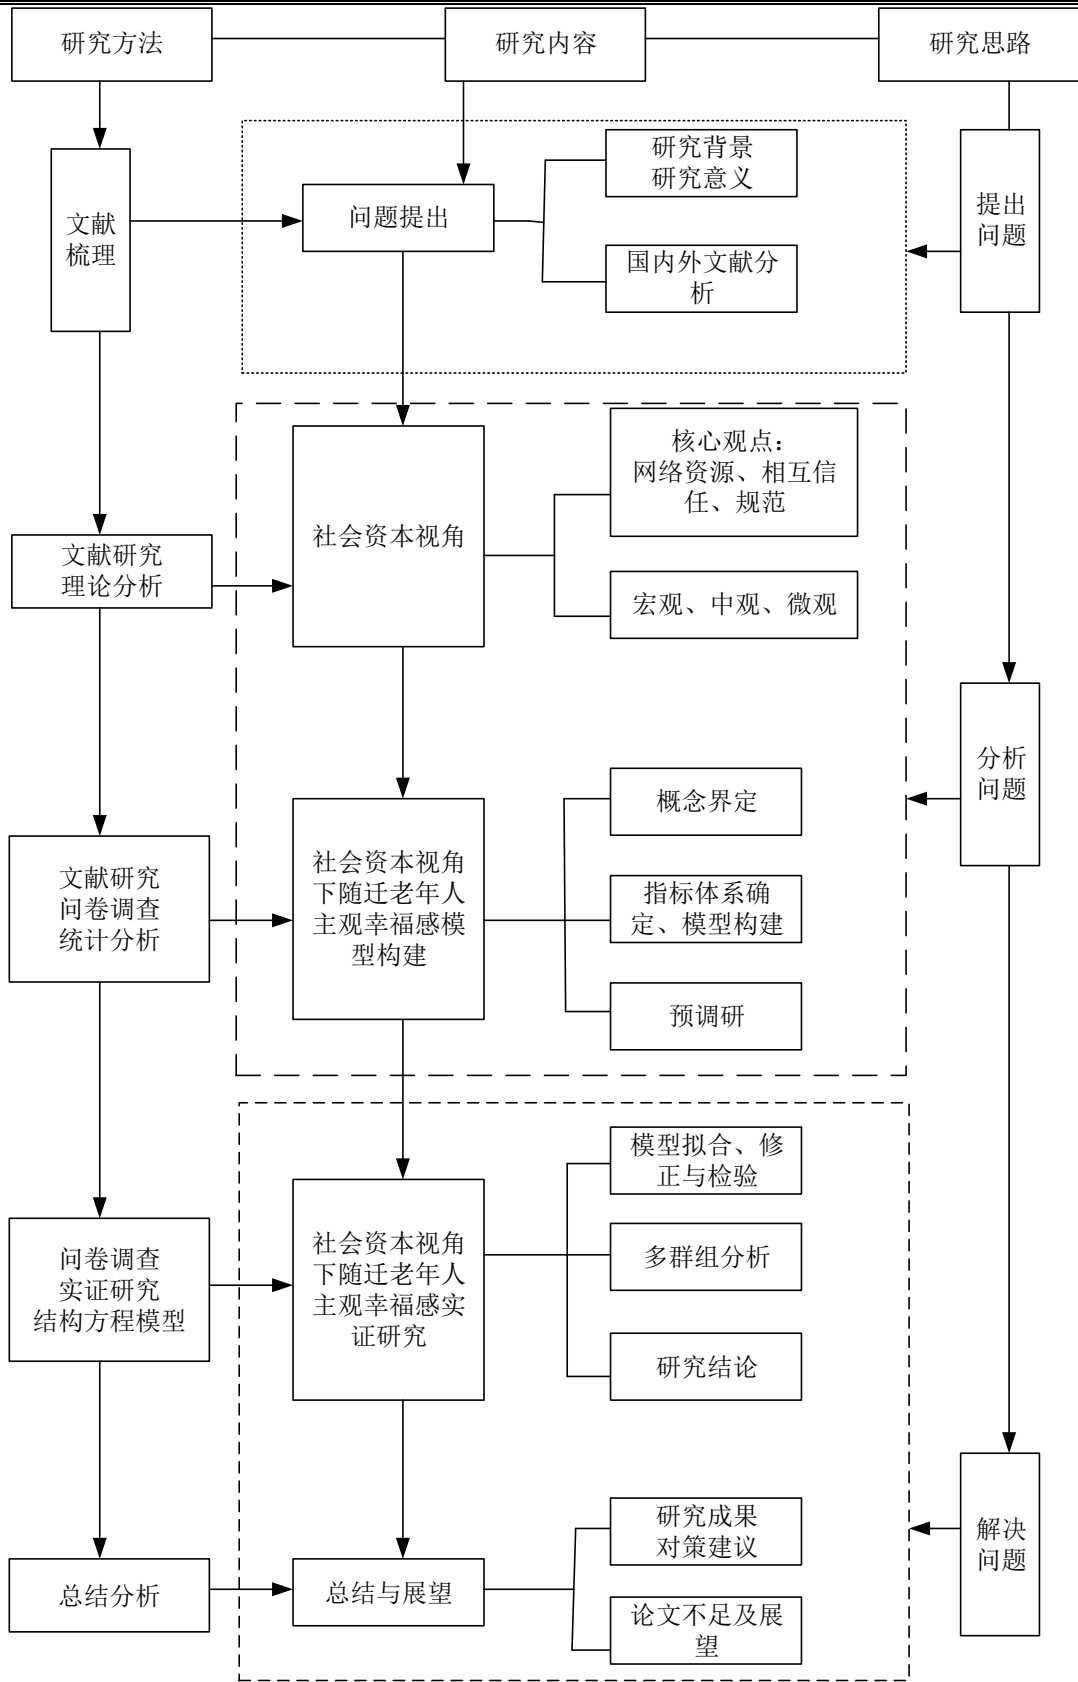 研究方法
研究内容
研究思路
文献
梳理
问题提出
研究背景
研究意义
国内外文献分
析
提出
问题
文献研究
理论分析
社会资本视角
核心观点：
网络资源、相互信
任、规范
宏观、中观、微观
分析
问题
文献研究
问卷调查
统计分析
社会资本视角
下随迁老年人
主观幸福感模
型构建
概念界定
指标体系确
定、模型构建
预调研
问卷调查
实证研究
结构方程模型
社会资本视角
下随迁老年人
主观幸福感实
证研究
模型拟合、修
正与检验
多群组分析
研究结论
总结分析
总结与展望
研究成果
对策建议
论文不足及展
望
解决
问题